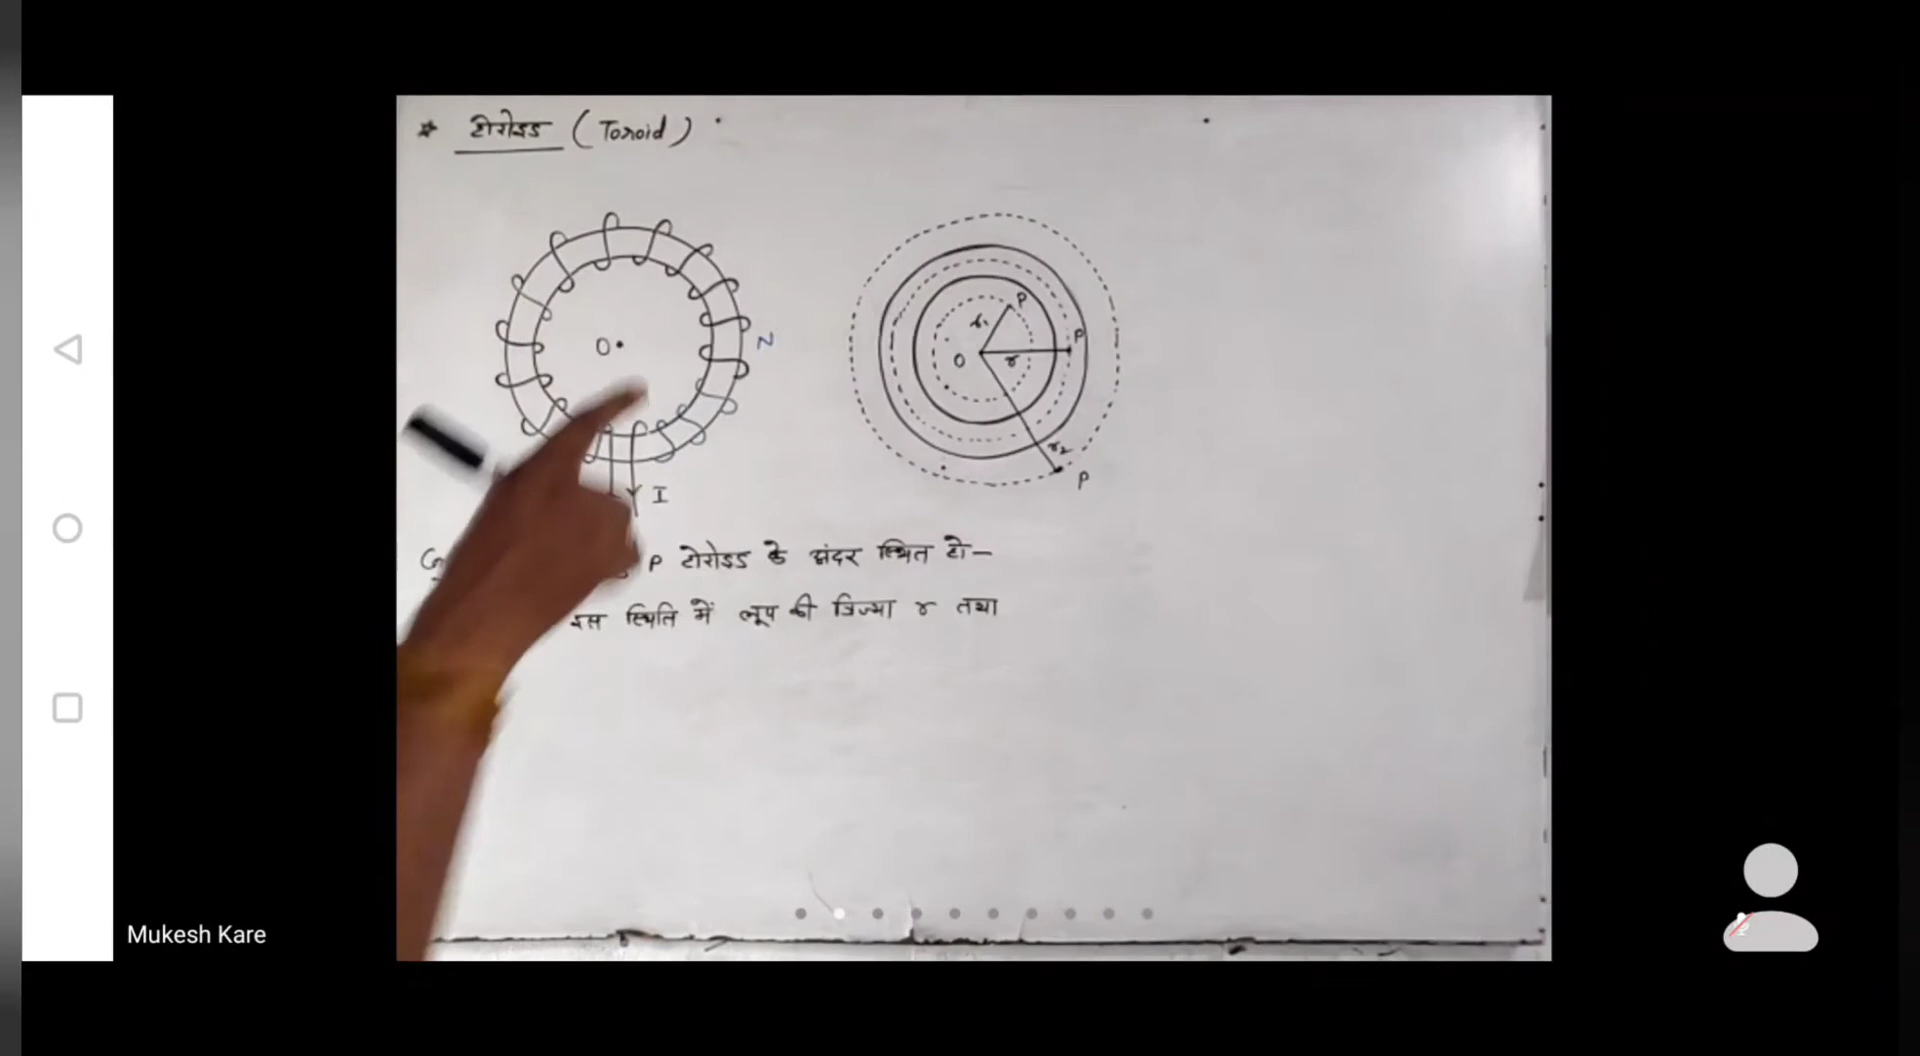 * टोरोइड (Toroid)
O
N
I
P
r₁
P
O
r
r₂
P
P टोरोइड के अंदर स्थित हो-
इस स्थिति में लूप की त्रिज्या r तथा
Mukesh Kare